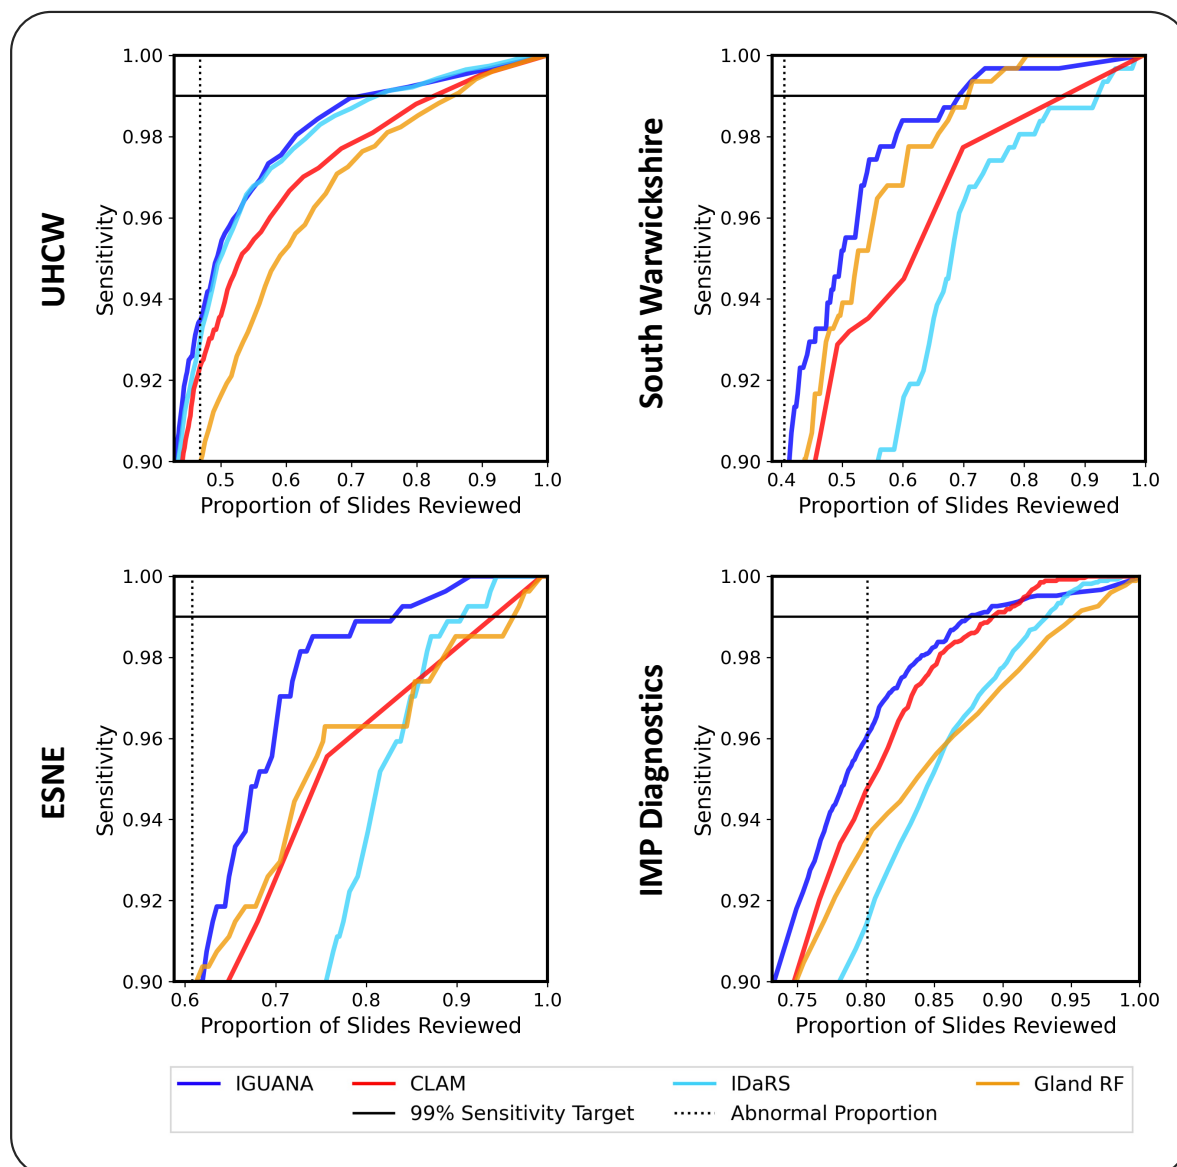 UHCW
Sensitivity
1.00
0.98
0.96
0.94
0.92
0.90
0.5 0.6 0.7 0.8 0.9 1.0
Proportion of Slides Reviewed
South Warwickshire
Sensitivity
1.00
0.98
0.96
0.94
0.92
0.90
0.4 0.5 0.6 0.7 0.8 0.9 1.0
Proportion of Slides Reviewed
ESNE
Sensitivity
1.00
0.98
0.96
0.94
0.92
0.90
0.6 0.7 0.8 0.9 1.0
Proportion of Slides Reviewed
IMP Diagnostics
Sensitivity
1.00
0.98
0.96
0.94
0.92
0.90
0.75 0.80 0.85 0.90 0.95 1.00
Proportion of Slides Reviewed
IGUANA CLAM IDaRS Gland RF
99% Sensitivity Target Abnormal Proportion